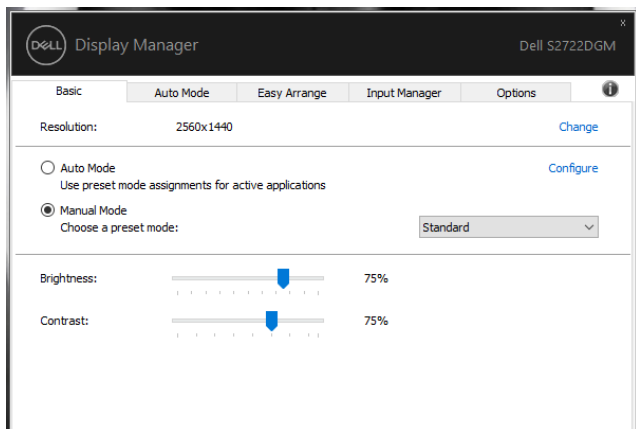 x
DELL Display Manager Dell S2722DGM
Basic Auto Mode Easy Arrange Input Manager Options i
Resolution: 2560x1440 Change
Auto Mode Configure
Use preset mode assignments for active applications
Manual Mode
Choose a preset mode: Standard
Brightness: 75%
Contrast: 75%